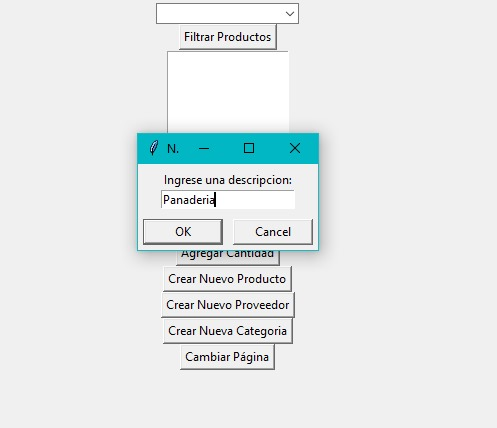 Filtrar Productos
N.
Ingrese una descripcion:
Panaderia
OK Cancel
Agregar Cantidad
Crear Nuevo Producto
Crear Nuevo Proveedor
Crear Nueva Categoria
Cambiar Página